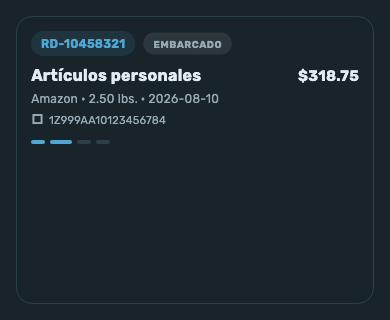 RD-10458321 EMBARCADO
Artículos personales $318.75
Amazon • 2.50 lbs. • 2026-08-10
1Z999AA10123456784